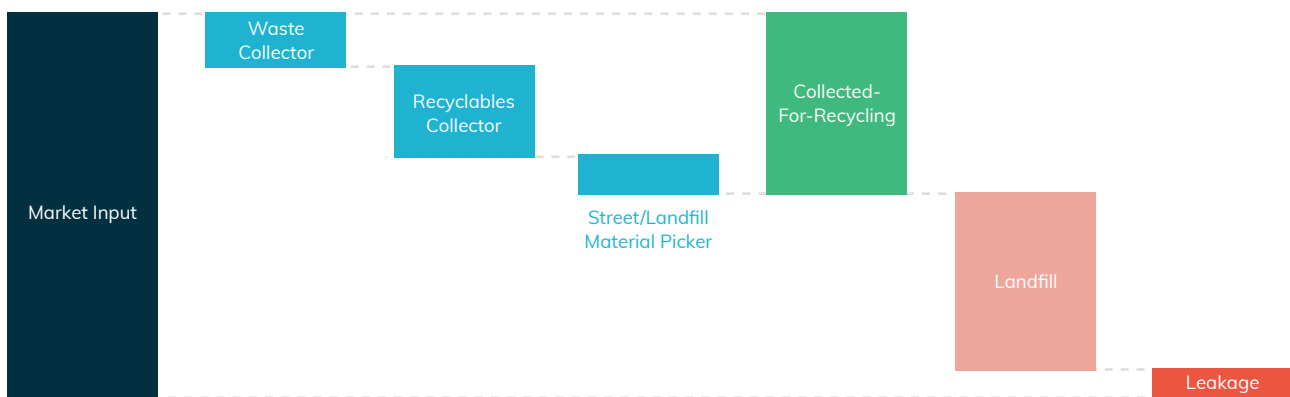 Market Input
Waste
Collector
Recyclables
Collector
Street/Landfill
Material Picker
Collected-
For-Recycling
Landfill
Leakage